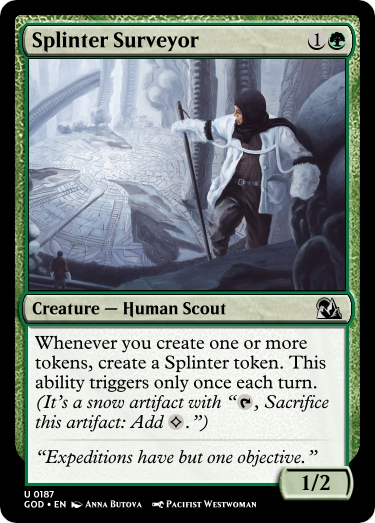 Splinter Surveyor 1
Creature — Human Scout
Whenever you create one or more
tokens, create a Splinter token. This
ability triggers only once each turn.
(It's a snow artifact with “, Sacrifice
this artifact: Add .”)
“Expeditions have but one objective.”
1/2
U 0187
GOD • EN Anna Butova Pacifist Westwoman